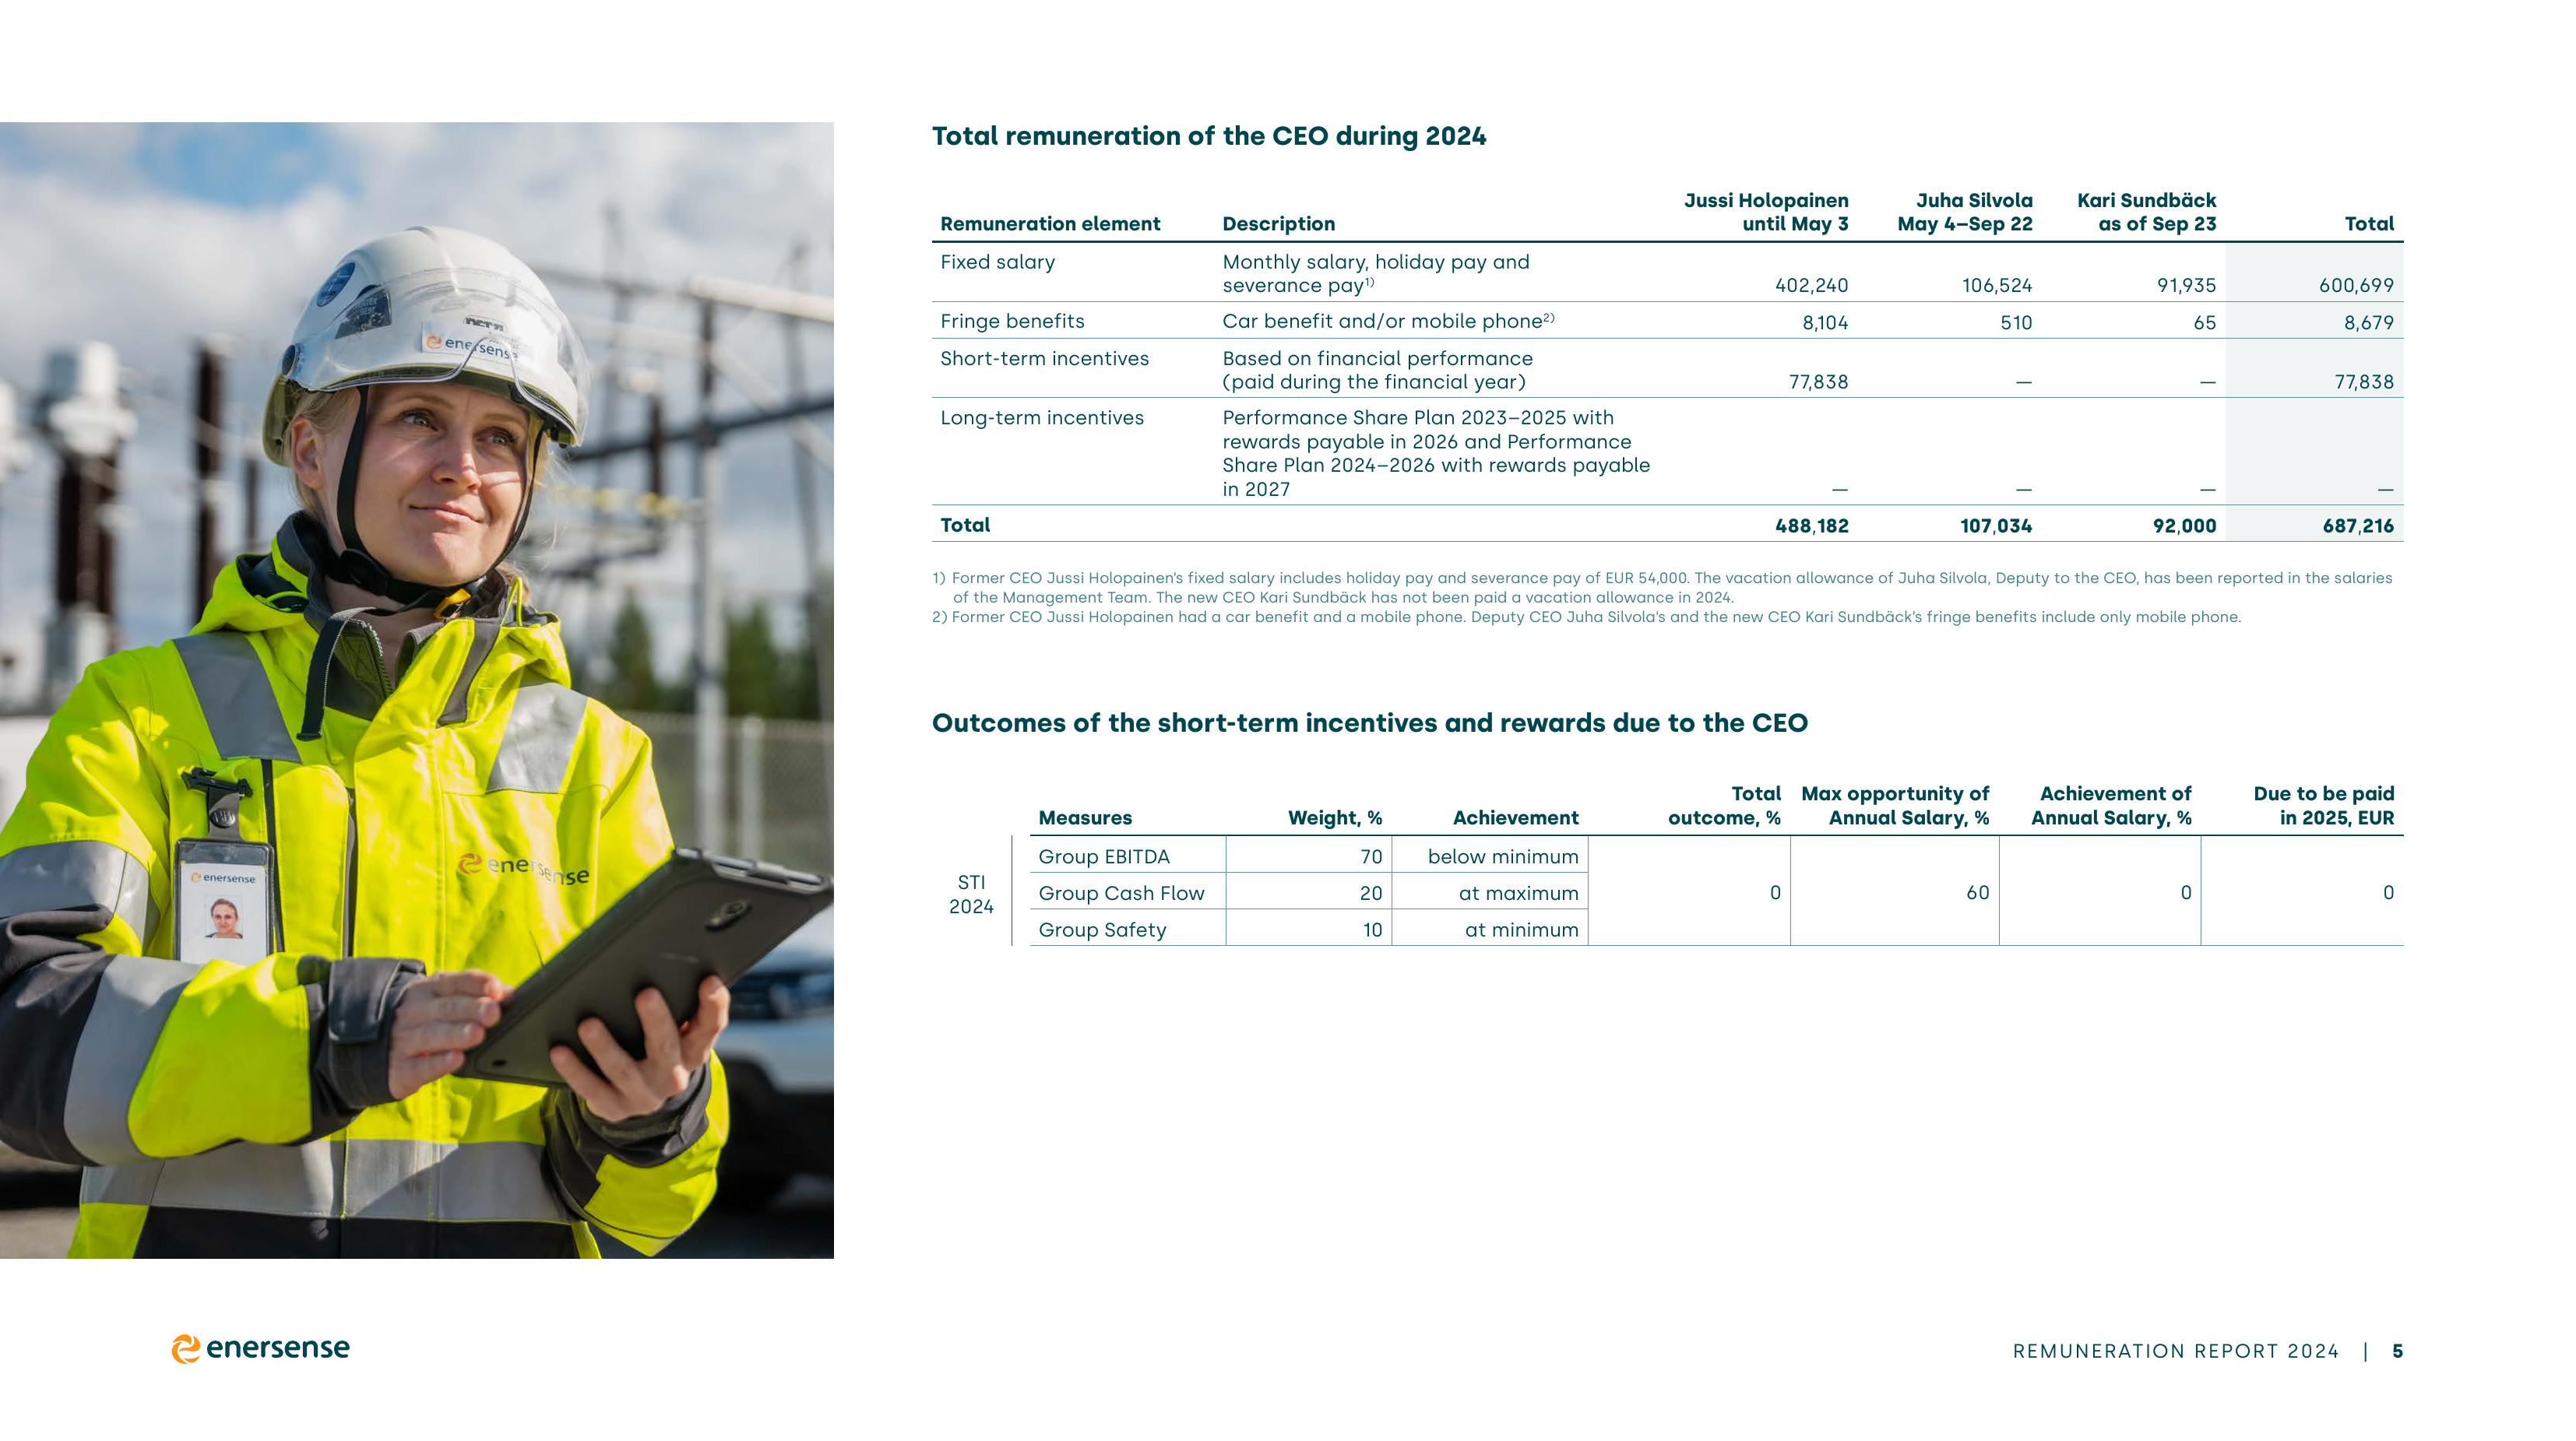 enersense
enersense
enersense
Total remuneration of the CEO during 2024
Remuneration element Description Jussi Holopainen until May 3 Juha Silvola May 4–Sep 22 Kari Sundbäck as of Sep 23 Total
Fixed salary Monthly salary, holiday pay and
severance pay1) 402,240 106,524 91,935 600,699
Fringe benefits Car benefit and/or mobile phone2) 8,104 510 65 8,679
Short-term incentives Based on financial performance
(paid during the financial year) 77,838 — — 77,838
Long-term incentives Performance Share Plan 2023–2025 with
rewards payable in 2026 and Performance
Share Plan 2024–2026 with rewards payable
in 2027 — — — —
Total 488,182 107,034 92,000 687,216
1) Former CEO Jussi Holopainen's fixed salary includes holiday pay and severance pay of EUR 54,000. The vacation allowance of Juha Silvola, Deputy to the CEO, has been reported in the salaries
of the Management Team. The new CEO Kari Sundbäck has not been paid a vacation allowance in 2024.
2) Former CEO Jussi Holopainen had a car benefit and a mobile phone. Deputy CEO Juha Silvola's and the new CEO Kari Sundbäck's fringe benefits include only mobile phone.
Outcomes of the short-term incentives and rewards due to the CEO
Measures Weight, % Achievement Total outcome, % Max opportunity of Annual Salary, % Achievement of Annual Salary, % Due to be paid in 2025, EUR
STI
2024
Group EBITDA 70 below minimum
Group Cash Flow 20 at maximum 0 60 0 0
Group Safety 10 at minimum
enersense
REMUNERATION REPORT 2024 | 5